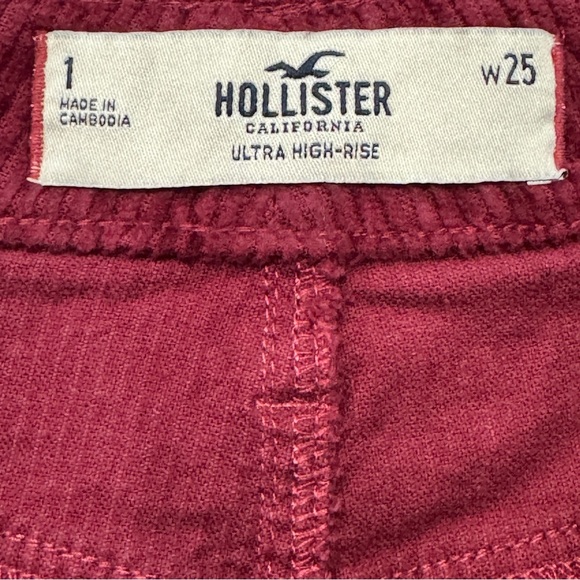 1
MADE IN
CAMBODIA
HOLLISTER
CALIFORNIA
ULTRA HIGH-RISE
W25